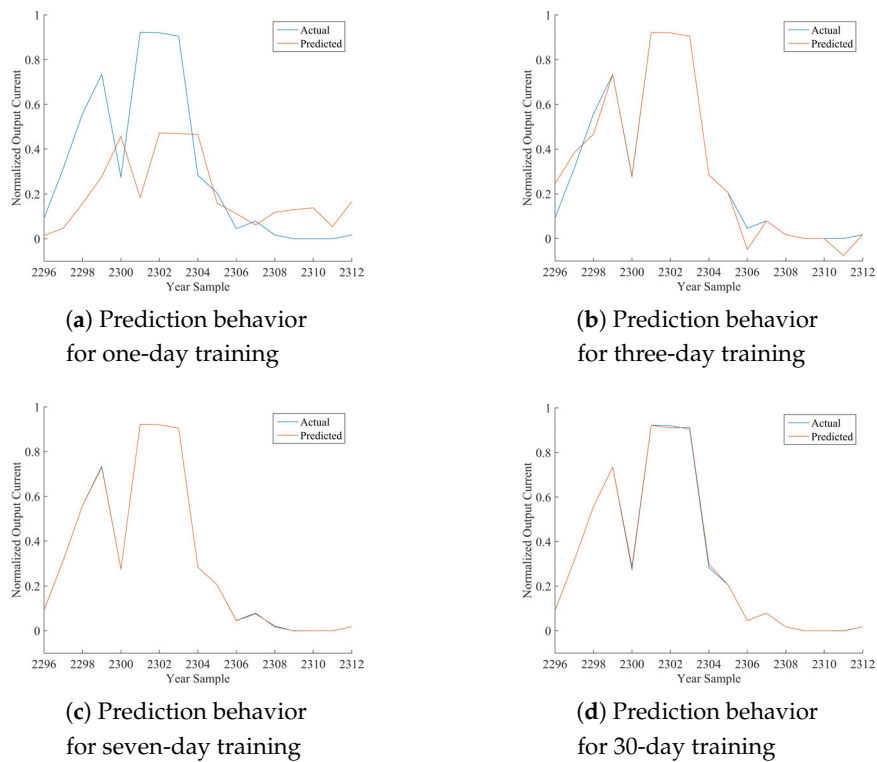 1
0.8
0.6
0.4
0.2
0
Normalized Output Current
Actual
Predicted
2296 2298 2300 2302 2304 2306 2308 2310 2312
Year Sample
(a) Prediction behavior
for one-day training
1
0.8
0.6
0.4
0.2
0
Normalized Output Current
Actual
Predicted
2296 2298 2300 2302 2304 2306 2308 2310 2312
Year Sample
(b) Prediction behavior
for three-day training
1
0.8
0.6
0.4
0.2
0
Normalized Output Current
Actual
Predicted
2296 2298 2300 2302 2304 2306 2308 2310 2312
Year Sample
(c) Prediction behavior
for seven-day training
1
0.8
0.6
0.4
0.2
0
Normalized Output Current
Actual
Predicted
2296 2298 2300 2302 2304 2306 2308 2310 2312
Year Sample
(d) Prediction behavior
for 30-day training